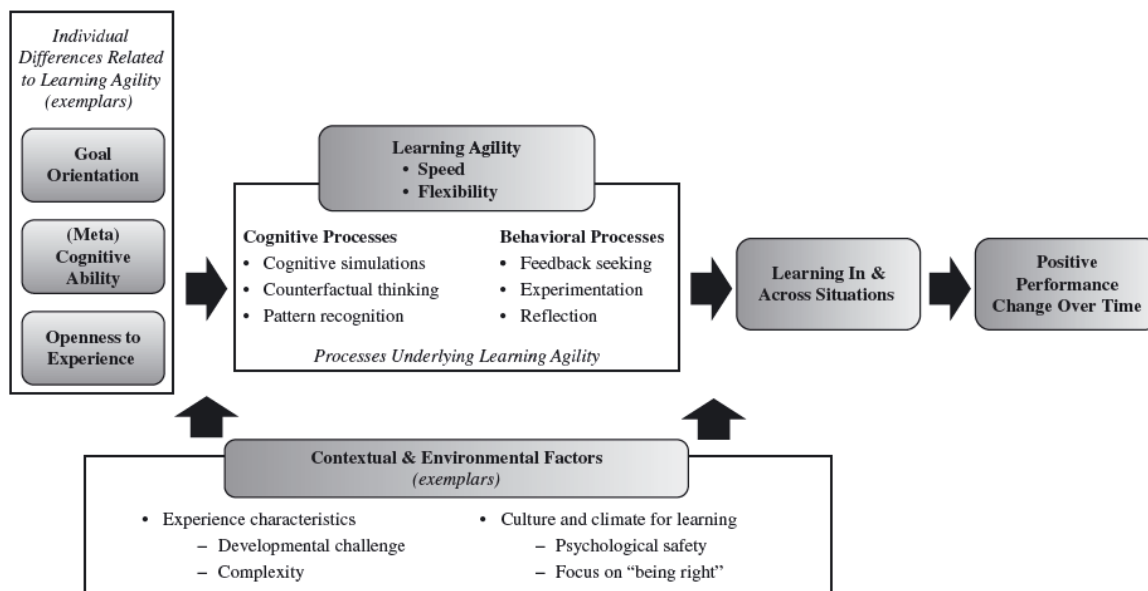 Individual
Differences Related
to Learning Agility
(exemplars)
Goal
Orientation
(Meta)
Cognitive
Ability
Openness to
Experience
Learning Agility
• Speed
• Flexibility
Cognitive Processes
• Cognitive simulations
• Counterfactual thinking
• Pattern recognition
Behavioral Processes
• Feedback seeking
• Experimentation
• Reflection
Processes Underlying Learning Agility
Learning In &
Across Situations
Positive
Performance
Change Over Time
Contextual & Environmental Factors
(exemplars)
• Experience characteristics
– Developmental challenge
– Complexity
• Culture and climate for learning
– Psychological safety
– Focus on “being right”